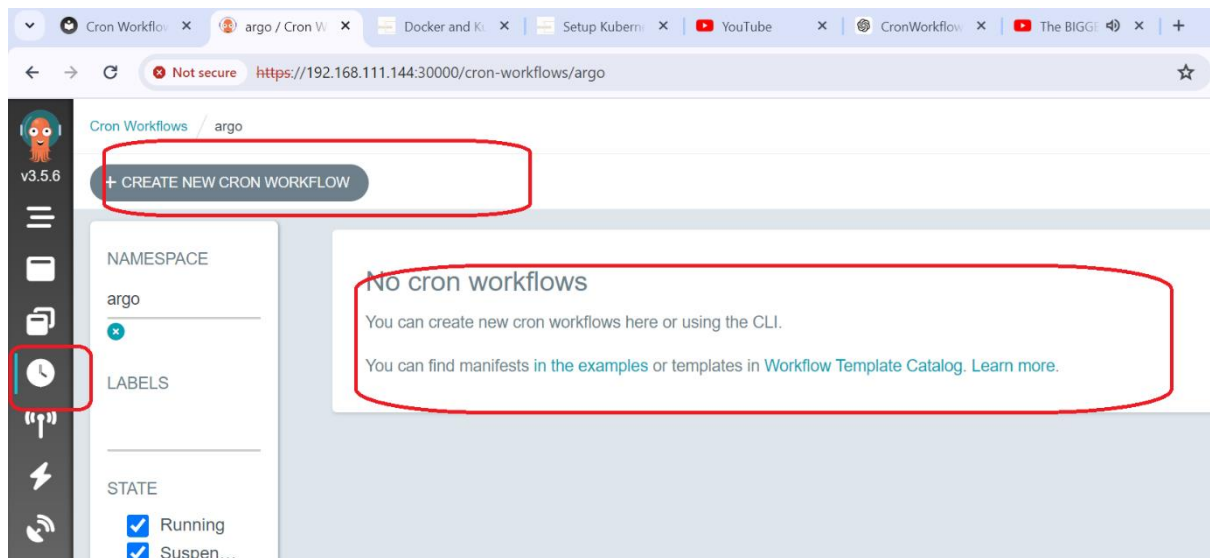 Cron Workflo
argo / Cron W
Docker and Ku
Setup Kuberne
YouTube
CronWorkflow
The BIGGE
Not secure https://192.168.111.144:30000/cron-workflows/argo
Cron Workflows / argo
v3.5.6
+ CREATE NEW CRON WORKFLOW
NAMESPACE
argo
LABELS
STATE
Running
Suspen...
No cron workflows
You can create new cron workflows here or using the CLI.
You can find manifests in the examples or templates in Workflow Template Catalog. Learn more.